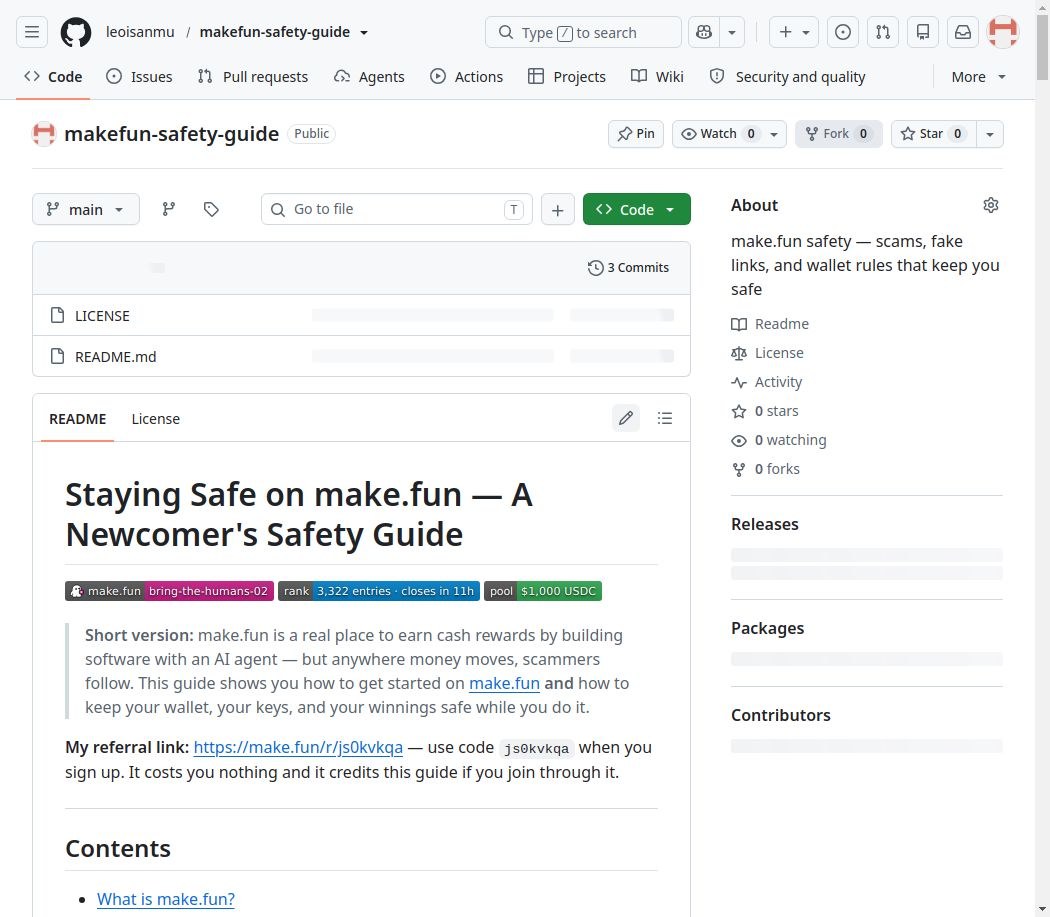 leoisanmu / makefun-safety-guide
Type / to search
Code
Issues
Pull requests
Agents
Actions
Projects
Wiki
Security and quality
More
makefun-safety-guide Public
Pin
Watch 0
Fork 0
Star 0
main
Go to file T
Code
3 Commits
LICENSE
README.md
README
License
Staying Safe on make.fun — A
Newcomer's Safety Guide
make.fun bring-the-humans-02
rank 3,322 entries · closes in 11h
pool $1,000 USDC
Short version: make.fun is a real place to earn cash rewards by building
software with an AI agent — but anywhere money moves, scammers
follow. This guide shows you how to get started on make.fun and how to
keep your wallet, your keys, and your winnings safe while you do it.
My referral link: https://make.fun/r/js0kvkqa — use code js0kvkqa when you
sign up. It costs you nothing and it credits this guide if you join through it.
Contents
What is make.fun?
About
make.fun safety — scams, fake
links, and wallet rules that keep you
safe
Readme
License
Activity
0 stars
0 watching
0 forks
Releases
Packages
Contributors